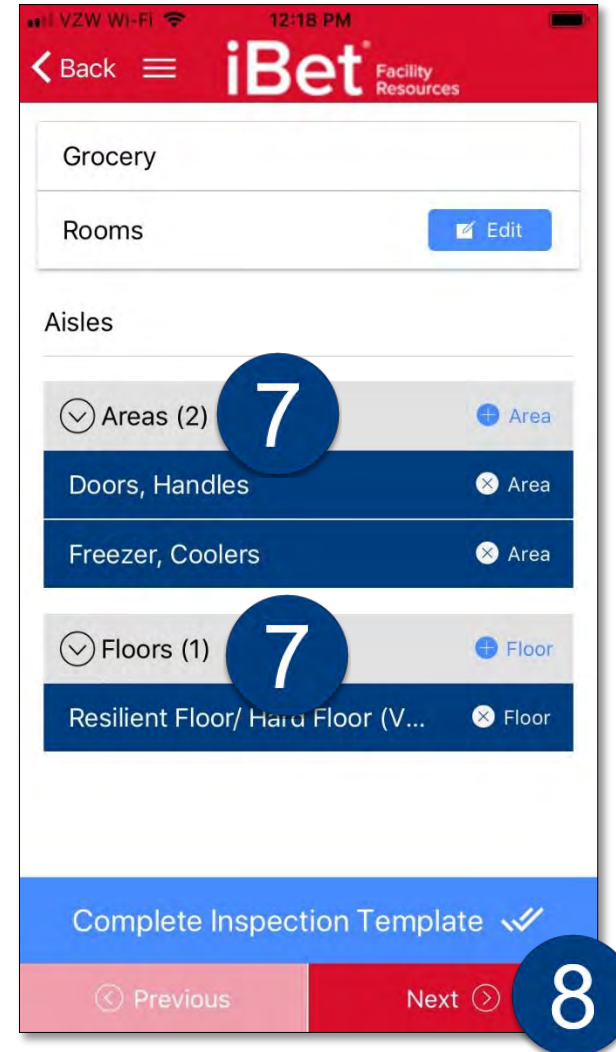 VZW Wi-Fi 12:18 PM
Back iBet Facility Resources
Grocery
Rooms Edit
Aisles
Areas (2) 7 Area
Doors, Handles Area
Freezer, Coolers Area
Floors (1) 7 Floor
Resilient Floor/ Hard Floor (V... Floor
Complete Inspection Template
Previous Next 8